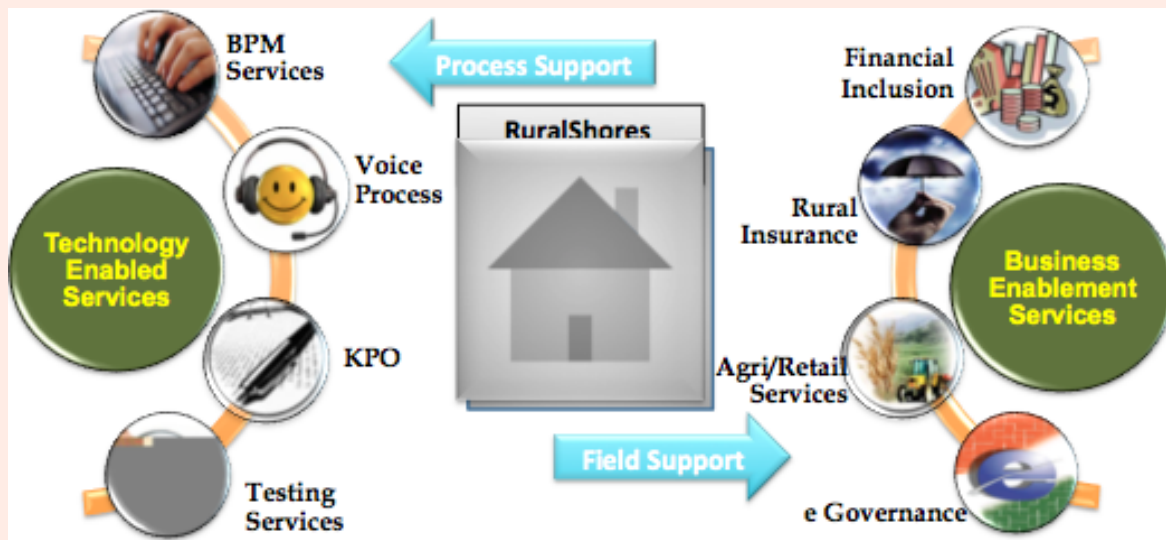 BPM
Services
Process Support
Financial
Inclusion
RuralShores
Voice
Process
Rural
Insurance
Technology
Enabled
Services
Business
Enablement
Services
KPO
Agri/Retail
Services
Field Support
Testing
Services
e Governance
e